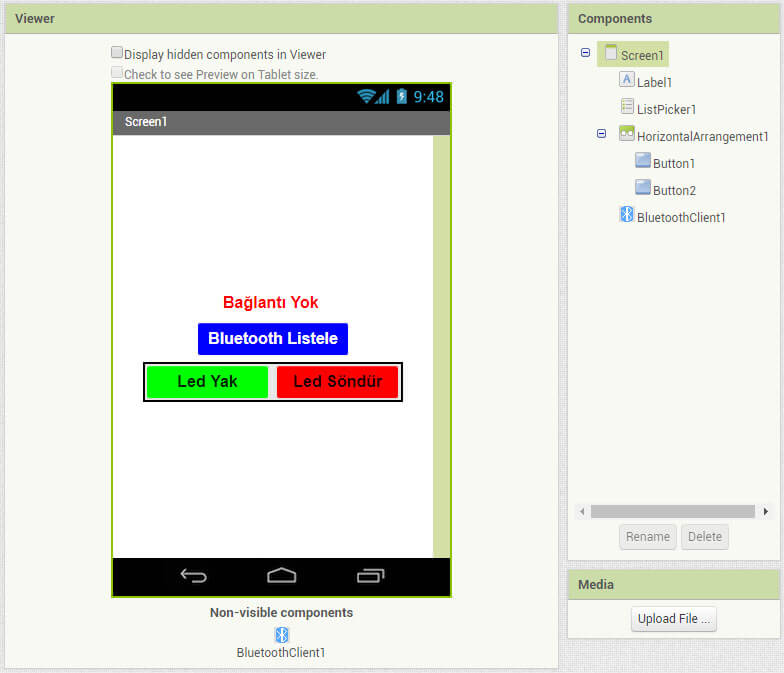 Viewer
Display hidden components in Viewer
Check to see Preview on Tablet size.
9:48
Screen1
Bağlantı Yok
Bluetooth Listele
Led Yak
Led Söndür
Non-visible components
BluetoothClient1
Components
Screen1
A
Label1
ListPicker1
HorizontalArrangement1
Button1
Button2
BluetoothClient1
Rename
Delete
Media
Upload File ...